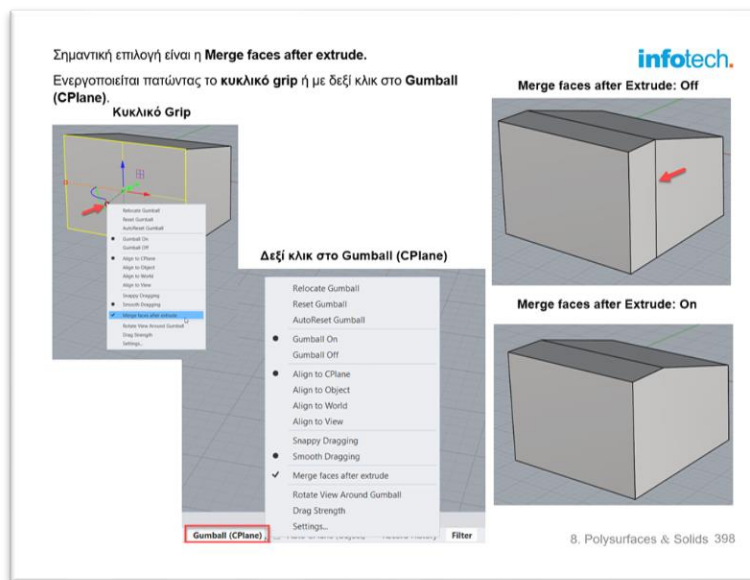 Σημαντική επιλογή είναι η Merge faces after extrude.
Ενεργοποιείται πατώντας το κυκλικό grip ή με δεξί κλικ στο Gumball
(CPlane).
infotech.
Κυκλικό Grip
Relocate Gumball
Reset Gumball
AutoReset Gumball
Gumball On
Gumball Off
Align to CPlane
Align to Object
Align to World
Align to View
Snappy Dragging
Smooth Dragging
Merge faces after extrude
Rotate View Around Gumball
Drag Strength
Settings...
Δεξί κλικ στο Gumball (CPlane)
Relocate Gumball
Reset Gumball
AutoReset Gumball
Gumball On
Gumball Off
Align to CPlane
Align to Object
Align to World
Align to View
Snappy Dragging
Smooth Dragging
Merge faces after extrude
Rotate View Around Gumball
Drag Strength
Settings...
Gumball (CPlane)
Filter
Merge faces after Extrude: Off
Merge faces after Extrude: On
8. Polysurfaces & Solids 398